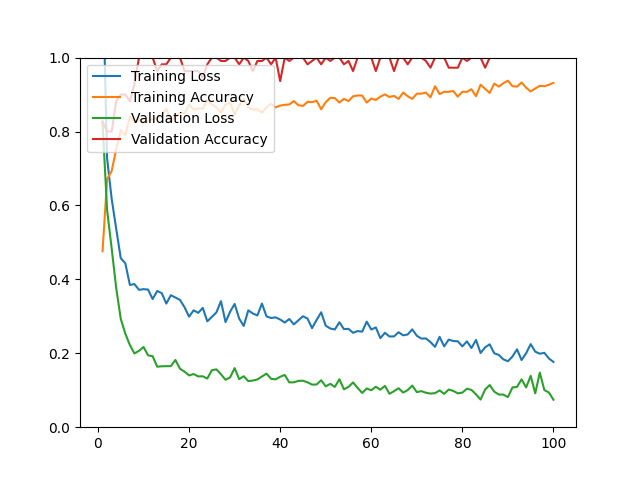 1.0
0.8
0.6
0.4
0.2
0.0
Training Loss
Training Accuracy
Validation Loss
Validation Accuracy
0 20 40 60 80 100